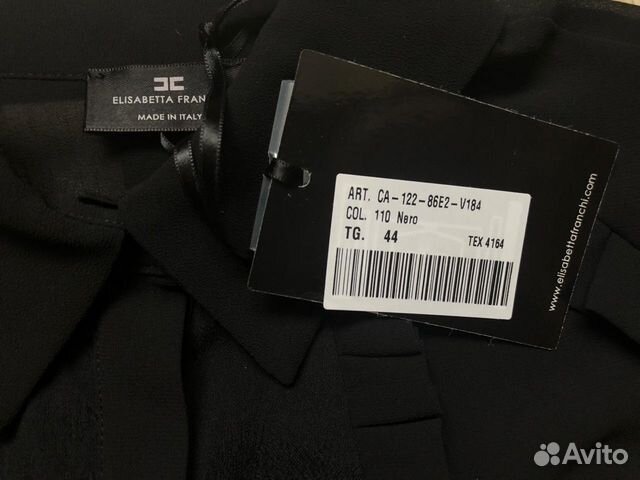 ELISABETTA FRAN
MADE IN ITALY
ART. CA-122-86E2-V184
COL. 110 Nero
TG. 44 TEX 4164
www.elisabettafranchi.com
Avito